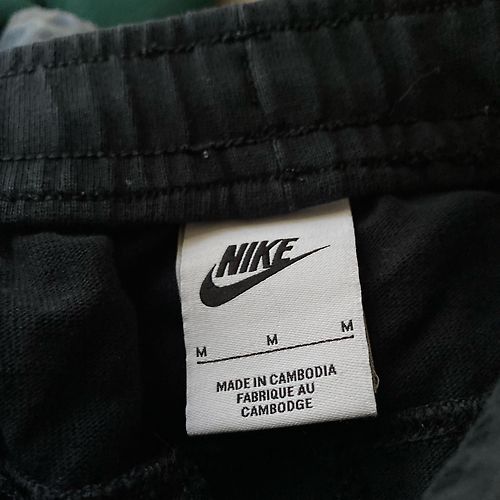 NIKE
M M M
MADE IN CAMBODIA
FABRIQUE AU
CAMBODGE